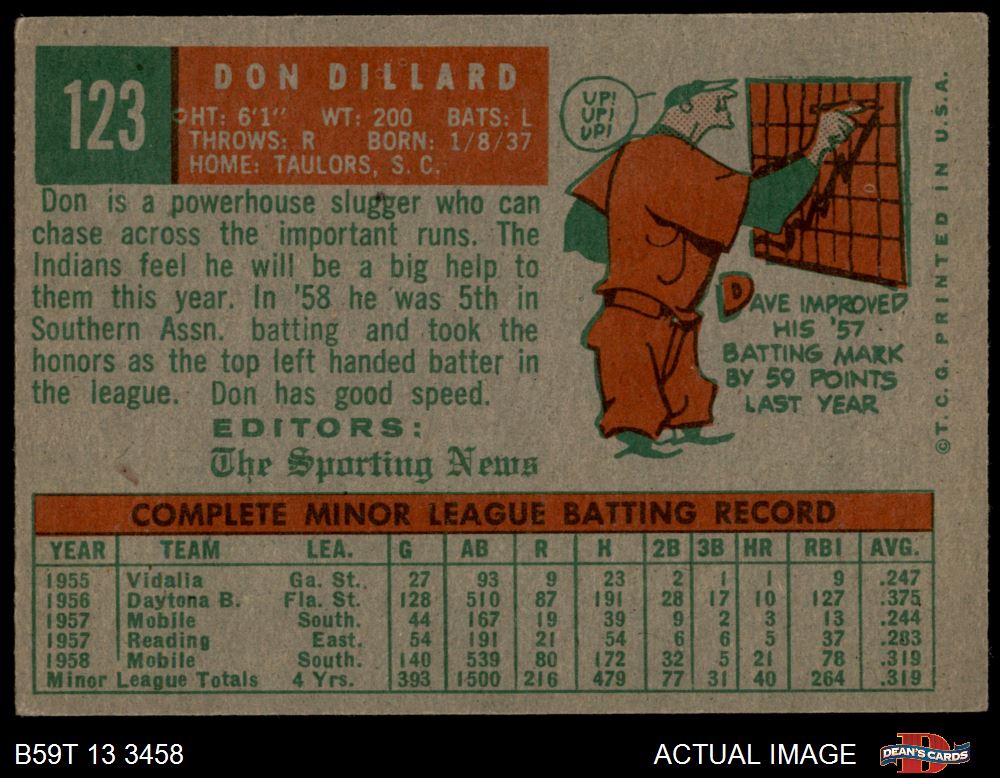 123
DON DILLARD
HT: 6'1" WT: 200 BATS: L
THROWS: R BORN: 1/8/37
HOME: TAULORS, S. C.
Don is a powerhouse slugger who can
chase across the important runs. The
Indians feel he will be a big help to
them this year. In '58 he was 5th in
Southern Assn. batting and took the
honors as the top left handed batter in
the league. Don has good speed.
EDITORS:
The Sporting News
UP!
UP!
UP!
DAVE IMPROVED
HIS '57
BATTING MARK
BY 59 POINTS
LAST YEAR
©T. C. G. PRINTED IN U.S.A.
COMPLETE MINOR LEAGUE BATTING RECORD
YEAR TEAM LEA. G AB R H 2B 3B HR RBI AVG.
1955 Vidalia Ga. St. 27 93 9 23 2 1 1 9 .247
1956 Daytona B. Fla. St. 128 510 87 191 28 17 10 127 .375
1957 Mobile South. 44 167 19 39 9 2 3 13 .244
1957 Reading East. 54 191 21 54 6 6 5 37 .283
1958 Mobile South. 140 539 80 172 32 5 21 78 .319
Minor League Totals 4 Yrs. 393 1500 216 479 77 31 40 264 .319
B59T 13 3458 ACTUAL IMAGE DEAN'S CARDS